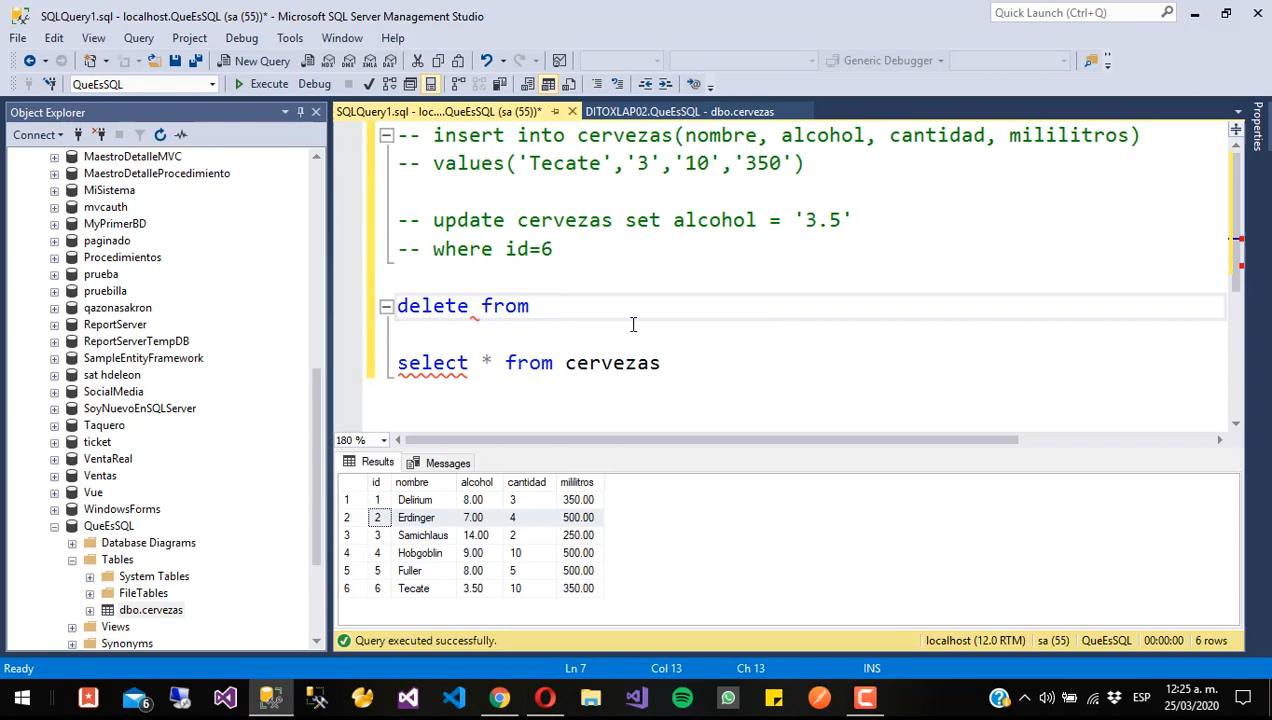 SQLQuery1.sql - localhost.QueEsSQL (sa (55))* - Microsoft SQL Server Management Studio
Quick Launch (Ctrl+Q)
File Edit View Query Project Debug Tools Window Help
New Query
Generic Debugger
QueEsSQL
Execute Debug
Object Explorer
SQLQuery1.sql - loc....QueEsSQL (sa (55))*
DITOXLAP02.QueEsSQL - dbo.cervezas
Properties
Connect
MaestroDetalleMVC
MaestroDetalleProcedimiento
MiSistema
mvcauth
MyPrimerBD
paginado
Procedimientos
prueba
pruebilla
qazonasakron
ReportServer
ReportServerTempDB
SampleEntityFramework
sat hdeleon
SocialMedia
SoyNuevoEnSQLServer
Taquero
ticket
VentaReal
Ventas
Vue
WindowsForms
QueEsSQL
Database Diagrams
Tables
System Tables
FileTables
dbo.cervezas
Views
Synonyms
-- insert into cervezas(nombre, alcohol, cantidad, mililitros)
-- values('Tecate','3','10','350')
-- update cervezas set alcohol = '3.5'
-- where id=6
delete from
select * from cervezas
180 %
Results Messages
id nombre alcohol cantidad mililitros
1 1 Delirium 8.00 3 350.00
2 2 Erdinger 7.00 4 500.00
3 3 Samichlaus 14.00 2 250.00
4 4 Hobgoblin 9.00 10 500.00
5 5 Fuller 8.00 5 500.00
6 6 Tecate 3.50 10 350.00
Query executed successfully.
localhost (12.0 RTM) sa (55) QueEsSQL 00:00:00 6 rows
Ready
Ln 7 Col 13 Ch 13 INS
6
ESP
12:25 a. m.
25/03/2020